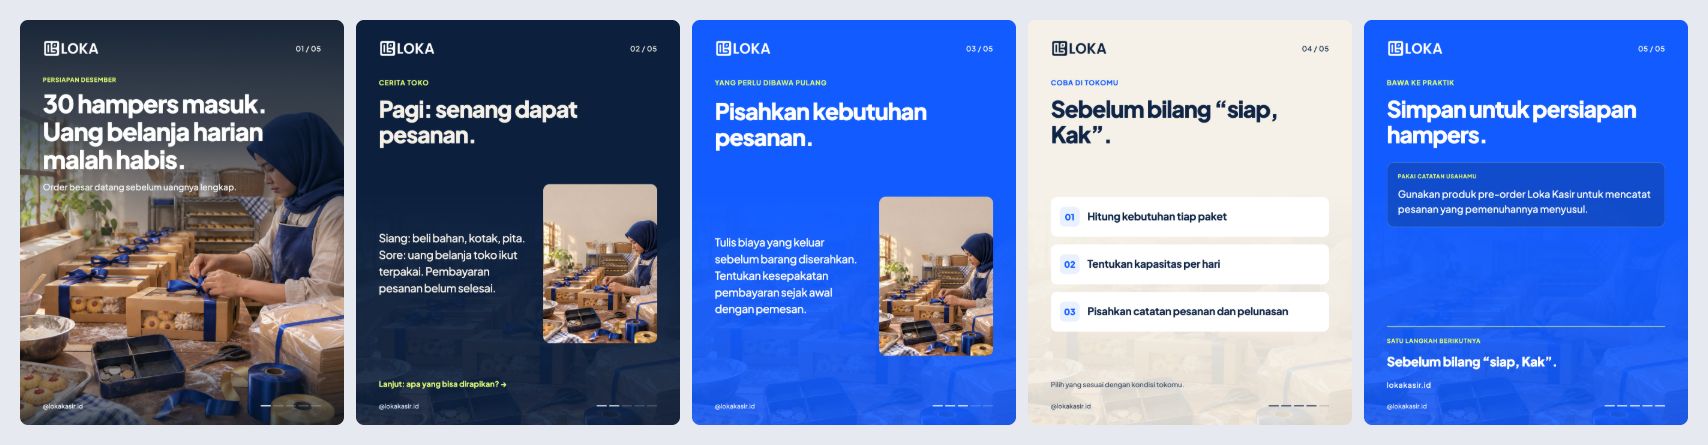 LOKA
01 / 05
PERSIAPAN DESEMBER
30 hampers masuk.
Uang belanja harian
malah habis.
Order besar datang sebelum uangnya lengkap.
@lokakasir.id
LOKA
02 / 05
CERITA TOKO
Pagi: senang dapat
pesanan.
Siang: beli bahan, kotak, pita.
Sore: uang belanja toko ikut
terpakai. Pembayaran
pesanan belum selesai.
Lanjut: apa yang bisa dirapikan? →
@lokakasir.id
LOKA
03 / 05
YANG PERLU DIBAWA PULANG
Pisahkan kebutuhan
pesanan.
Tulis biaya yang keluar
sebelum barang diserahkan.
Tentukan kesepakatan
pembayaran sejak awal
dengan pemesan.
@lokakasir.id
LOKA
04 / 05
COBA DI TOKOMU
Sebelum bilang “siap,
Kak”.
01 Hitung kebutuhan tiap paket
02 Tentukan kapasitas per hari
03 Pisahkan catatan pesanan dan pelunasan
Pilih yang sesuai dengan kondisi tokomu.
@lokakasir.id
LOKA
05 / 05
BAWA KE PRAKTIK
Simpan untuk persiapan
hampers.
PAKAI CATATAN USAHAMU
Gunakan produk pre-order Loka Kasir untuk mencatat
pesanan yang pemenuhannya menyusul.
SATU LANGKAH BERIKUTNYA
Sebelum bilang “siap, Kak”.
lokakasir.id
@lokakasir.id